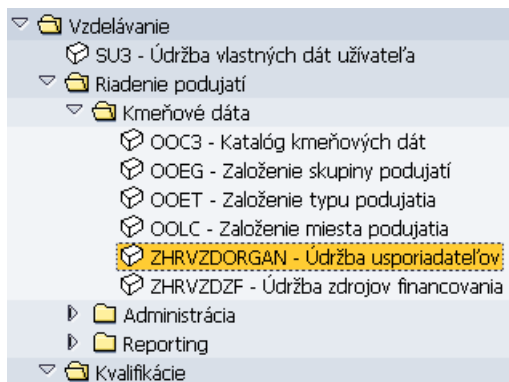 Vzdelávanie
SU3 - Údržba vlastných dát užívateľa
Riadenie podujatí
Kmeňové dáta
OOC3 - Katalóg kmeňových dát
OOEG - Založenie skupiny podujatí
OOET - Založenie typu podujatia
OOLC - Založenie miesta podujatia
ZHRVZDORGAN - Údržba usporiadateľov
ZHRVZDZF - Údržba zdrojov financovania
Administrácia
Reporting
Kvalifikácie